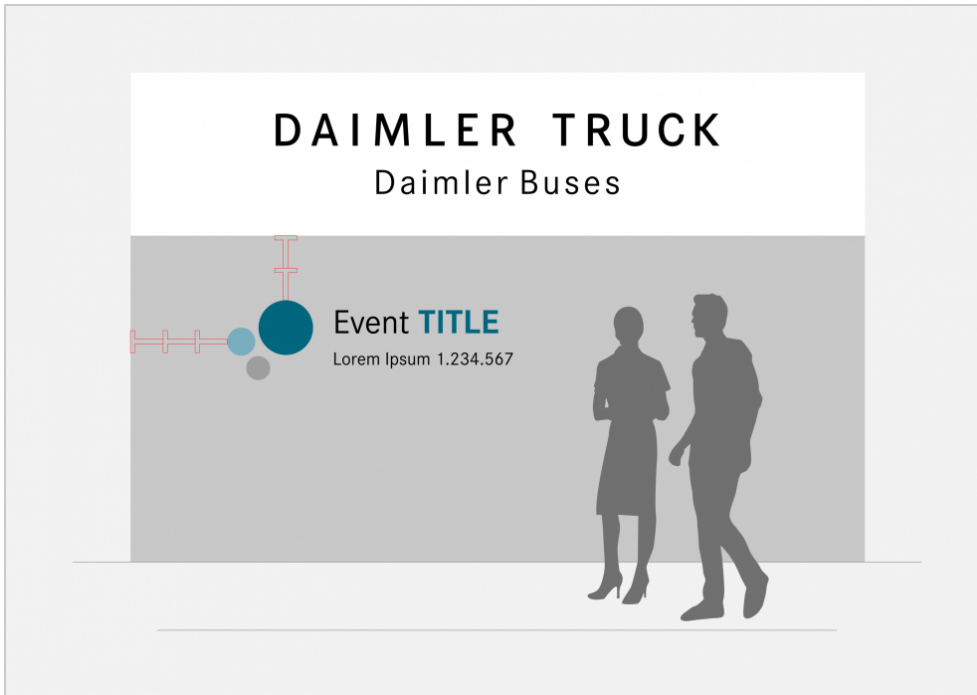 DAIMLER TRUCK
Daimler Buses
Event TITLE
Lorem Ipsum 1.234.567